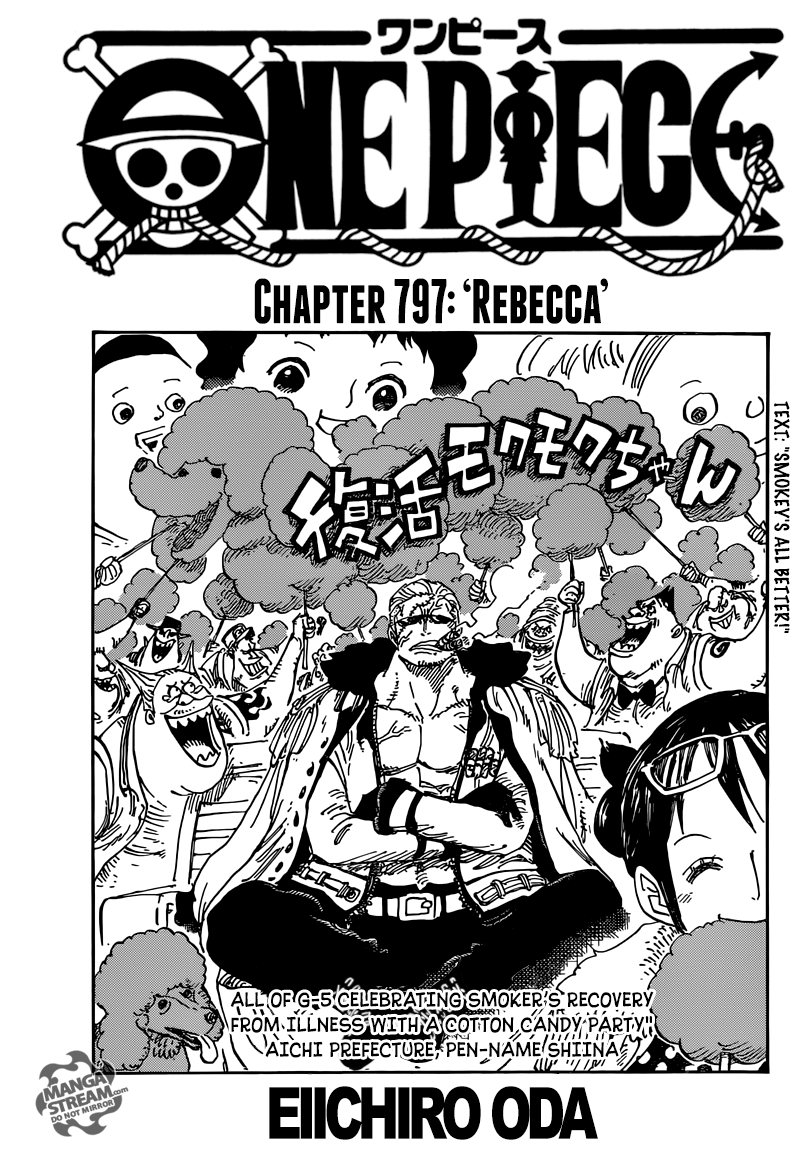 ワンピース
ONE PIECE
CHAPTER 797: ‘REBECCA’
復活モクモクちゃん
TEXT: "SMOKEY'S ALL BETTER!"
ALL OF G-5 CELEBRATING SMOKER'S RECOVERY
FROM ILLNESS WITH A COTTON CANDY PARTY"
AICHI PREFECTURE, PEN-NAME SHIINA
MANGA
STREAM.com
DO NOT MIRROR
EIICHIRO ODA